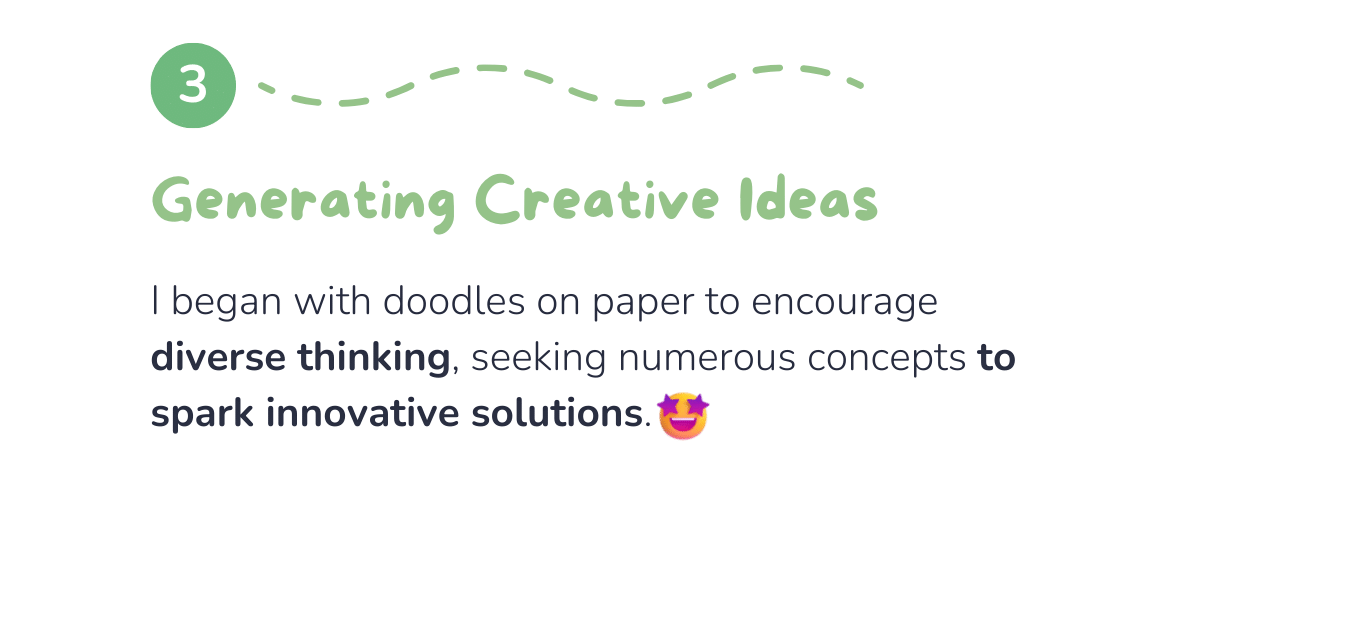 3
Generating Creative Ideas
I began with doodles on paper to encourage
diverse thinking, seeking numerous concepts to
spark innovative solutions.🤩